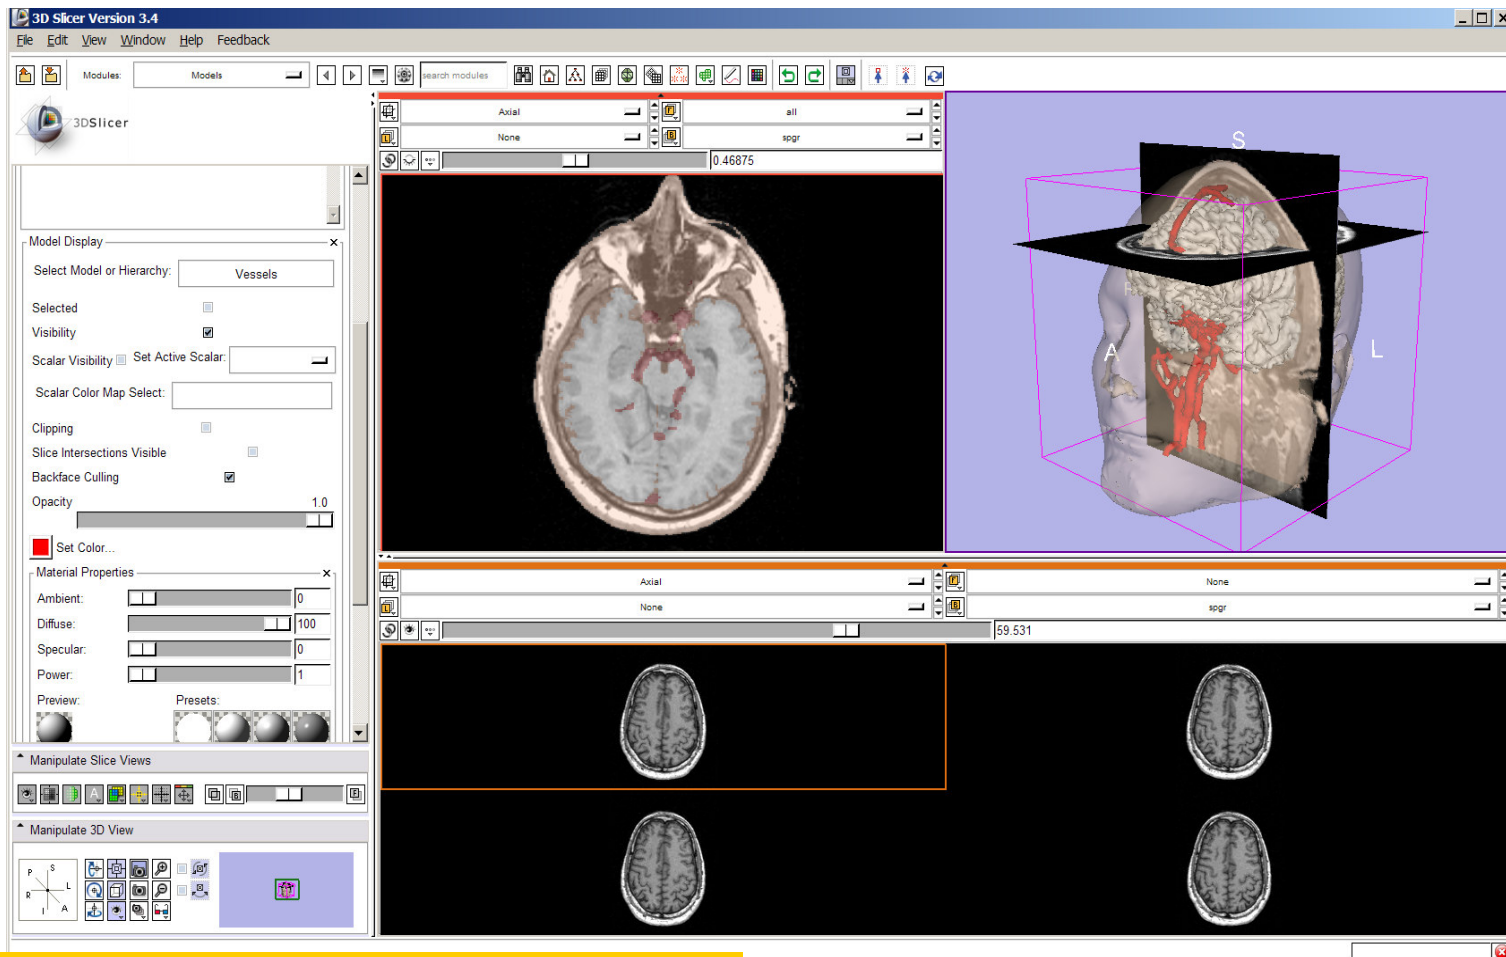 3D Slicer Version 3.4
File Edit View Window Help Feedback
Modules: Models search modules
3DSlicer
Model Display
Select Model or Hierarchy: Vessels
Selected
Visibility
Scalar Visibility Set Active Scalar:
Scalar Color Map Select:
Clipping
Slice Intersections Visible
Backface Culling
Opacity 1.0
Set Color...
Material Properties
Ambient: 0
Diffuse: 100
Specular: 0
Power: 1
Preview: Presets:
Manipulate Slice Views
Manipulate 3D View
P S
R L
I A
Axial all
None spgr
0.46875
S
A L
Axial None
None spgr
59.531